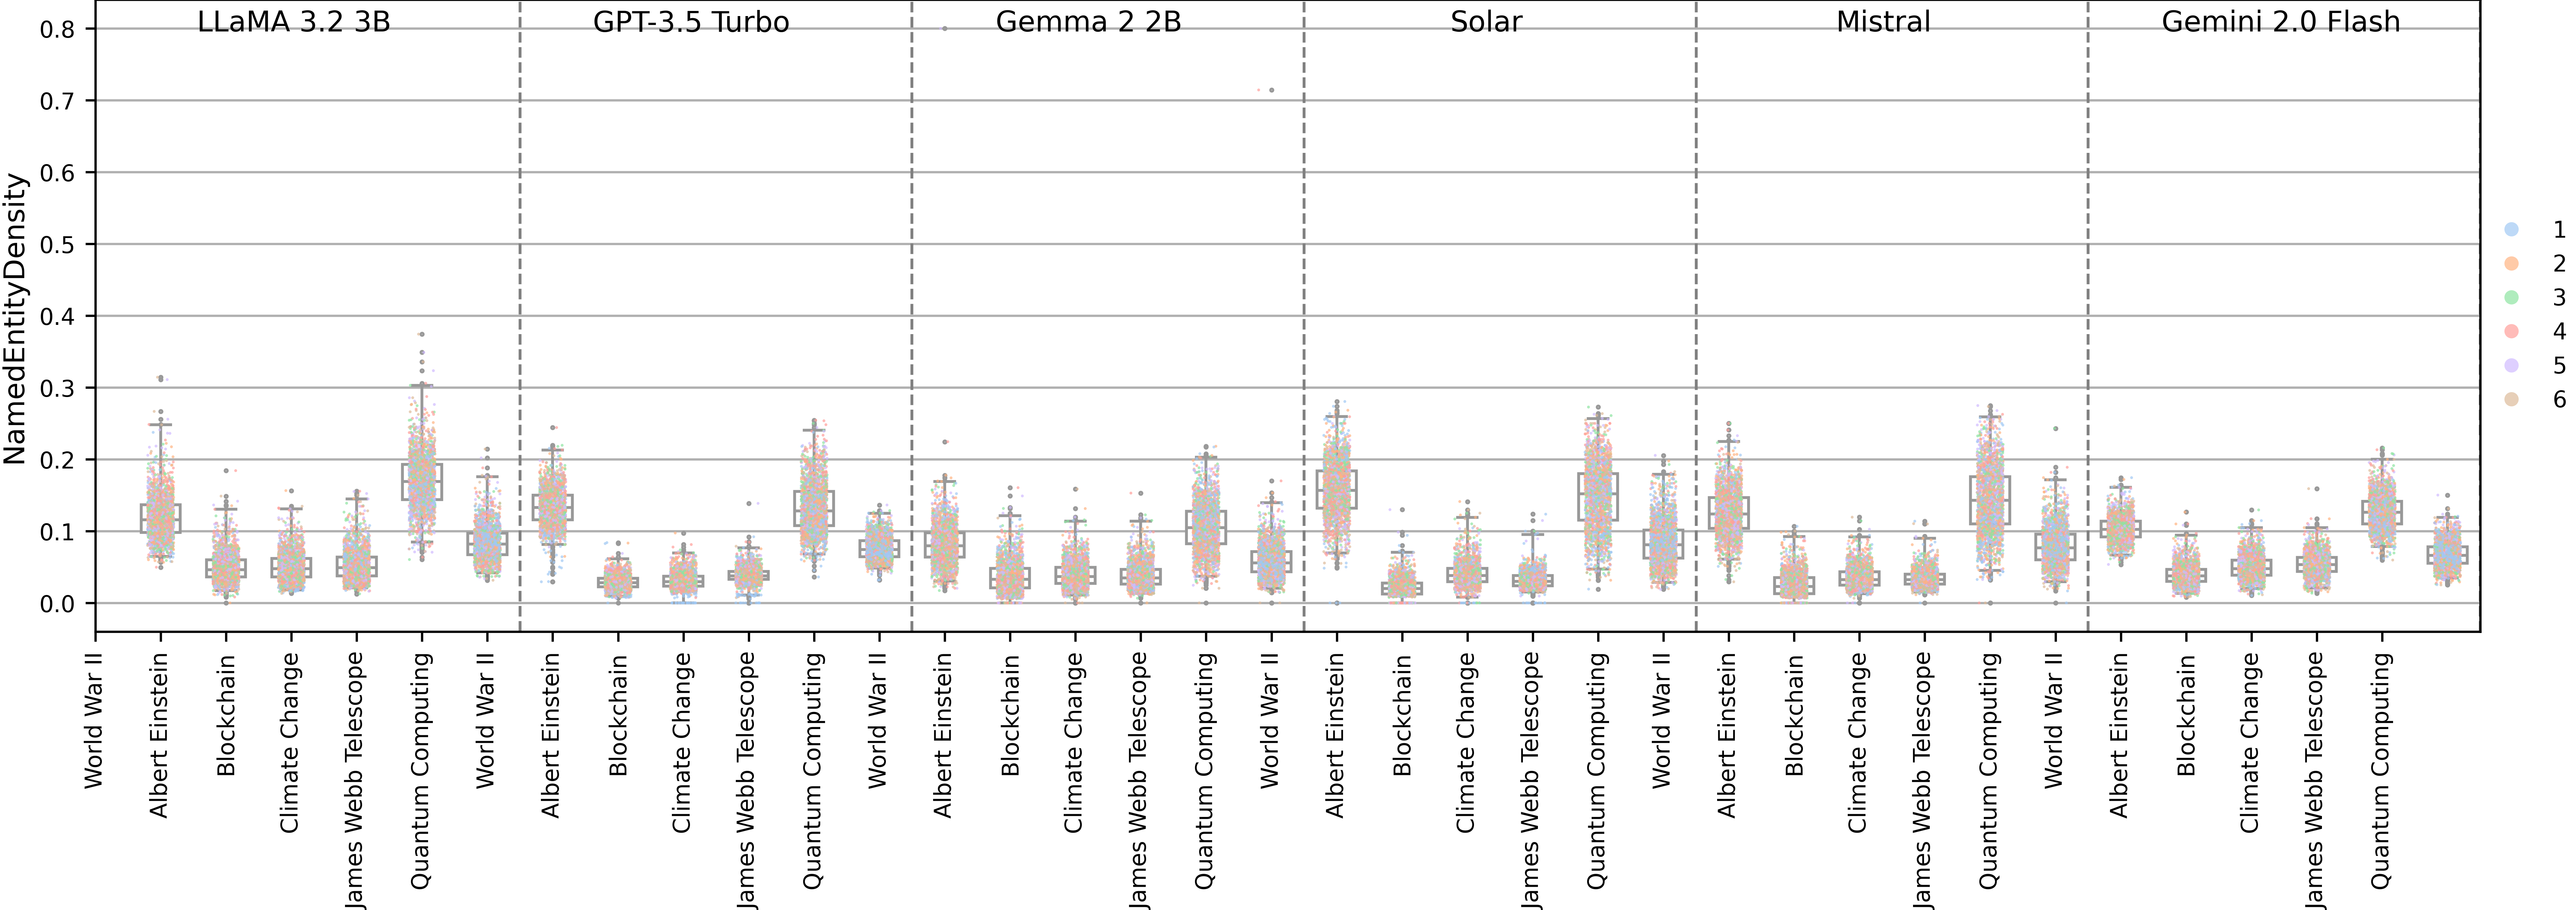 LLaMA 3.2 3B
GPT-3.5 Turbo
Gemma 2 2B
Solar
Mistral
Gemini 2.0 Flash
NamedEntityDensity
0.8
0.7
0.6
0.5
0.4
0.3
0.2
0.1
0.0
World War II
Albert Einstein
Blockchain
Climate Change
James Webb Telescope
Quantum Computing
World War II
Albert Einstein
Blockchain
Climate Change
James Webb Telescope
Quantum Computing
World War II
Albert Einstein
Blockchain
Climate Change
James Webb Telescope
Quantum Computing
World War II
Albert Einstein
Blockchain
Climate Change
James Webb Telescope
Quantum Computing
World War II
Albert Einstein
Blockchain
Climate Change
James Webb Telescope
Quantum Computing
World War II
Albert Einstein
Blockchain
Climate Change
James Webb Telescope
Quantum Computing
1
2
3
4
5
6